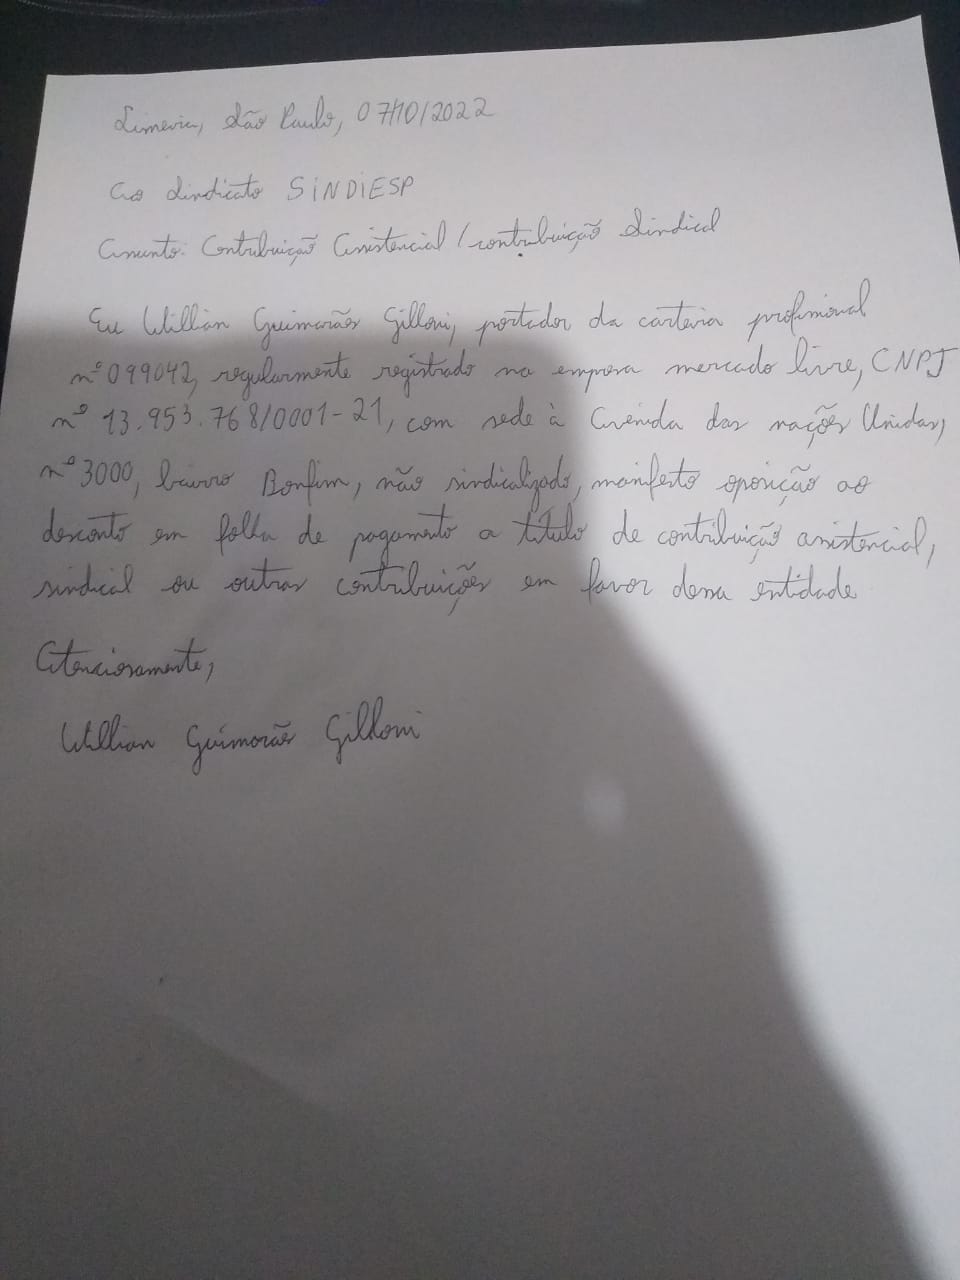 Limeira, São Paulo, 07/10/2022
Ao Sindicato SINDIESP
Assunto: Contribuição Assistencial / contribuição Sindical
Eu Willian Guimarães Gilloni, portador da carteira profissional
nº 099042, regularmente registrado na empresa mercado livre, CNPJ
nº 13.953.768/0001-21, com sede à Avenida das nações Unidas,
nº 3000, bairro Bonfim, não sindicalizado, manifesto oposição ao
desconto em folha de pagamento a título de contribuição assistencial,
sindical ou outras contribuições em favor dessa entidade
Atenciosamente,
Willian Guimarães Gilloni